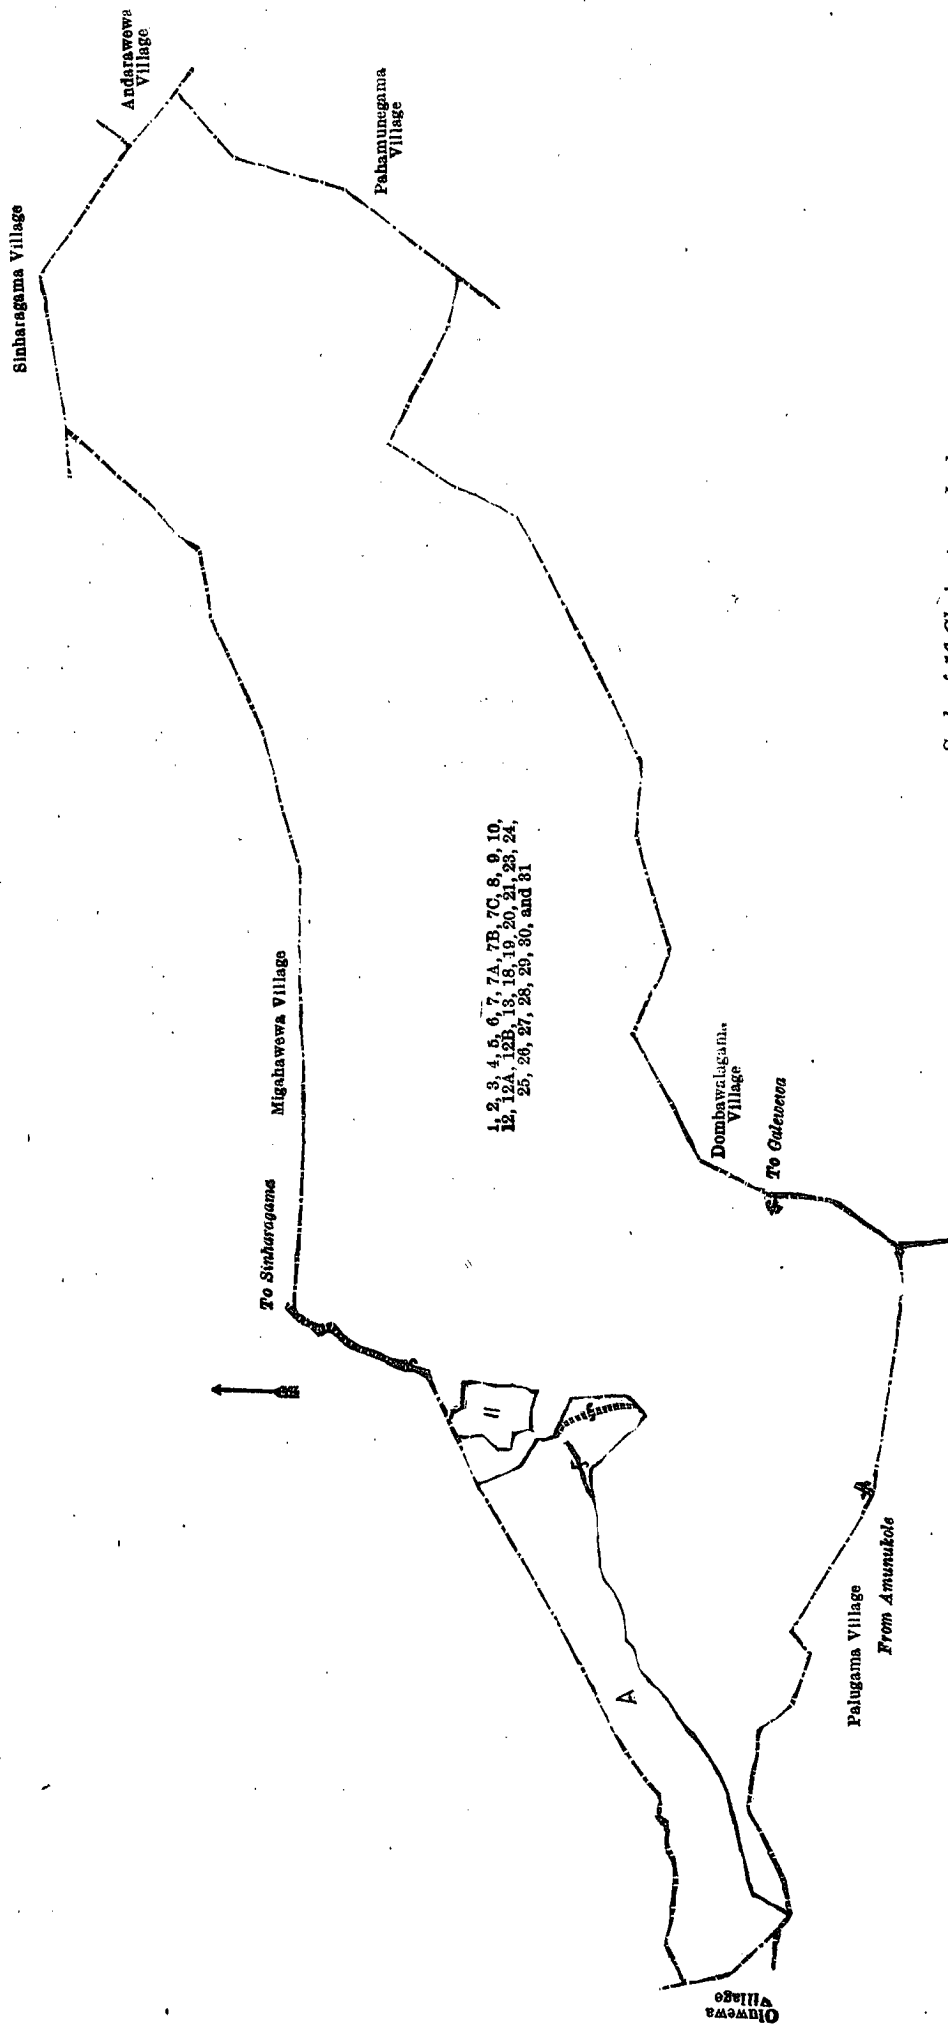 Andarawewa
Village
Sinharagama Village
Pahamunegama
Village
Migahawewa Village
To Sinharagama
1, 2, 3, 4, 5, 6, 7, 7A, 7B, 7C, 8, 9, 10,
12, 12A, 12B, 13, 18, 19, 20, 21, 23, 24,
25, 26, 27, 28, 29, 30, and 31
Dombawalagama
Village
To Galewewa
11
A
Palugama Village
From Amunukole
Oluwewa
Village